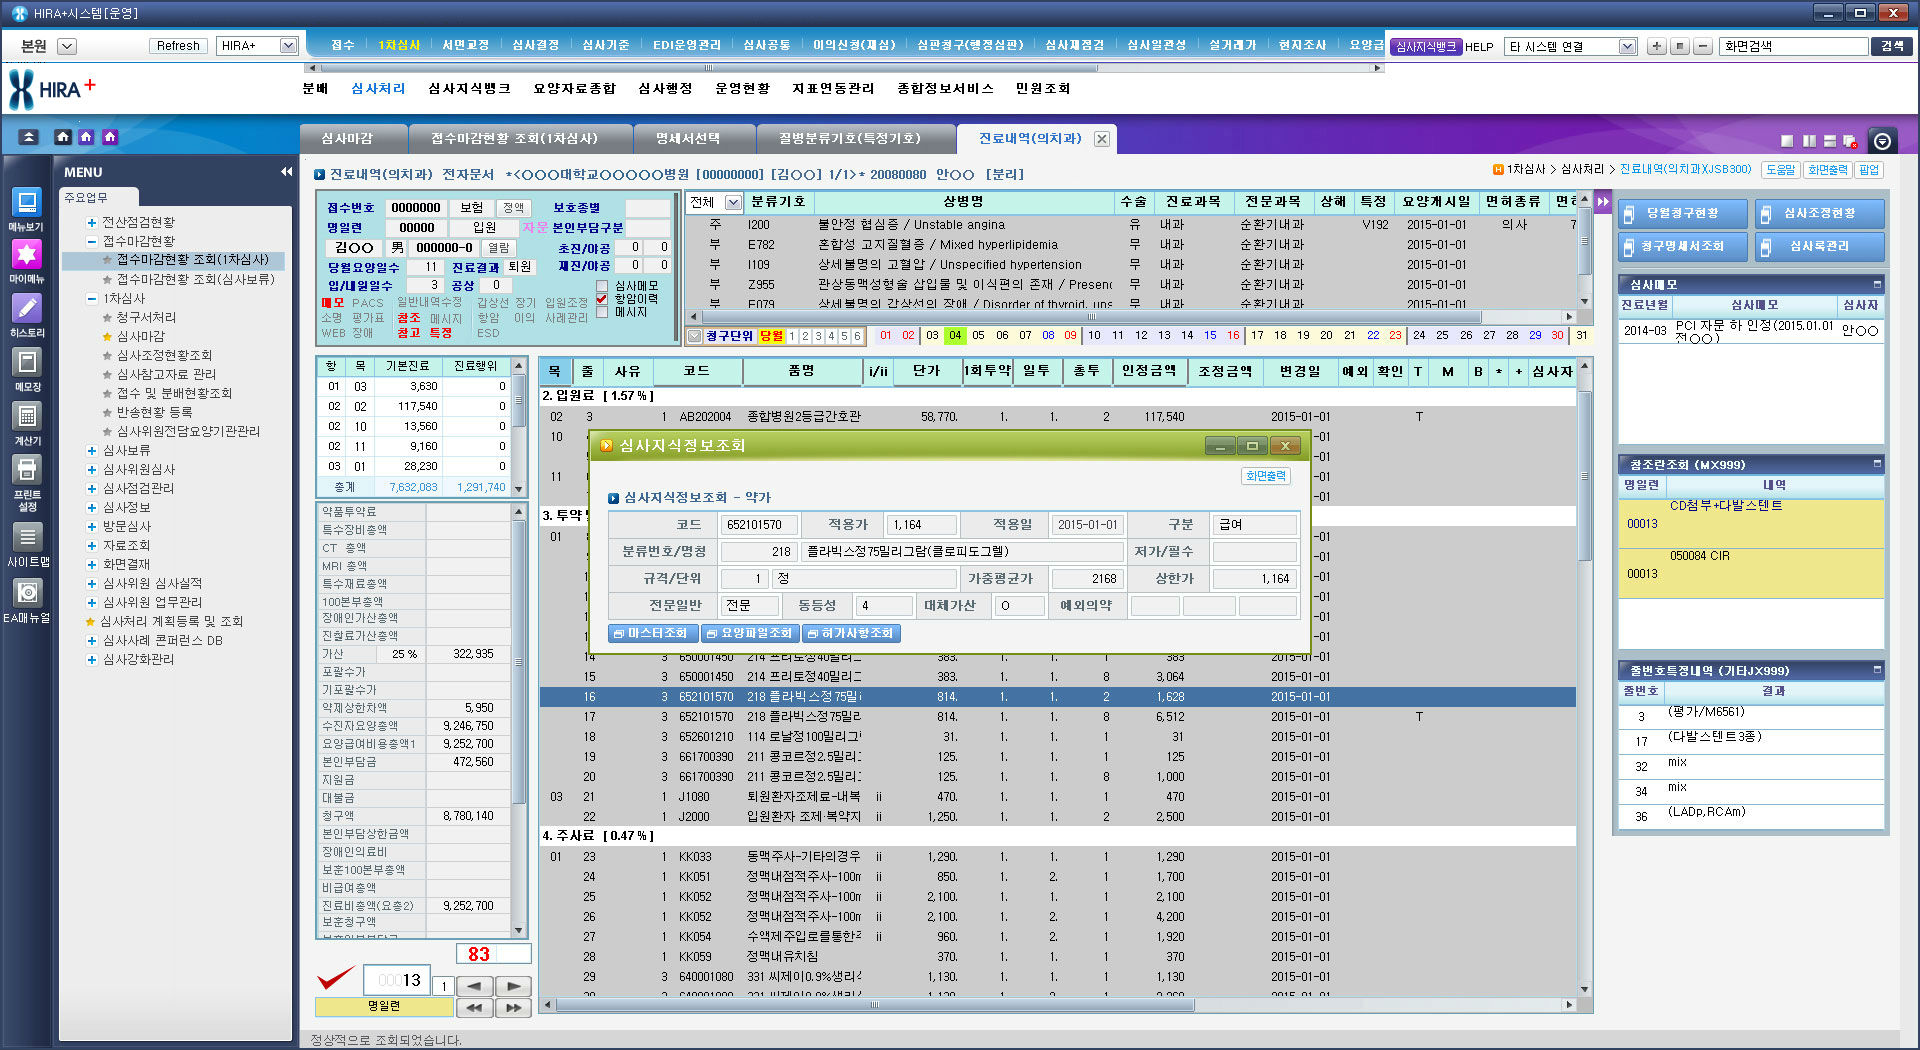 HIRA+시스템[운영]
본원 Refresh HIRA+ 접수 1차심사 서면교정 심사결정 심사기준 EDI운영관리 심사공통 이의신청(재심) 심판청구(행정심판) 심사재점검 심사일관성 실거래가 현지조사 요양급 심사지식뱅크 HELP 타 시스템 연결 화면검색 검색
HIRA+ 분배 심사처리 심사지식뱅크 요양자료종합 심사행정 운영현황 지표연동관리 종합정보서비스 민원조회
심사마감 접수마감현황 조회(1차심사) 명세서선택 질병분류기호(특정기호) 진료내역(의치과)
메뉴보기
마이메뉴
히스토리
메모장
계산기
프린트
설정
사이트맵
EA매뉴얼
MENU
주요업무
전산점검현황
접수마감현황
접수마감현황 조회(1차심사)
접수마감현황 조회(심사보류)
1차심사
청구서처리
심사마감
심사조정현황조회
심사참고자료 관리
접수 및 분배현황조회
반송현황 등록
심사위원전담요양기관관리
심사보류
심사위원심사
심사점검관리
심사정보
방문심사
자료조회
화면결재
심사위원 심사실적
심사위원 업무관리
심사처리 계획등록 및 조회
심사사례 콘퍼런스 DB
심사강화관리
진료내역(의치과) 전자문서 *<○○○대학교○○○○○병원 [00000000] [김○○] 1/1>* 20080080 안○○ [분리]
1차심사 > 심사처리 > 진료내역(의치과)(JSB300) 도움말 화면출력 팝업
접수번호 0000000 보험 정액 보호종별
명일련 00000 입원 자문 본인부담구분
김○○ 男 000000-0 열람 초진/야공 0 0
당월요양일수 11 진료결과 퇴원 재진/야공 0 0
입/내원일수 3 공상 0 심사메모
메모 PACS 일반내역수정 갑상선 장기 입원조정 항암이력
소명 평가표 참조 메시지 항암 이의 사례관리 메시지
WEB 장애 참고 특정 ESD
전체 분류기호 상병명 수술 진료과목 전문과목 상해 특정 요양개시일 면허종류 면허
주 I200 불안정 협심증 / Unstable angina 유 내과 순환기내과 V192 2015-01-01 의사 7
부 E782 혼합성 고지질혈증 / Mixed hyperlipidemia 무 내과 순환기내과 2015-01-01
부 I109 상세불명의 고혈압 / Unspecified hypertension 무 내과 순환기내과 2015-01-01
부 Z955 관상동맥성형술 삽입물 및 이식편의 존재 / Presenc 무 내과 순환기내과 2015-01-01
부 E079 상세불명의 갑상선의 장애 / Disorder of thyroid, uns 무 내과 순환기내과 2015-01-01
청구단위 당월 1 2 3 4 5 6 01 02 03 04 05 06 07 08 09 10 11 12 13 14 15 16 17 18 19 20 21 22 23 24 25 26 27 28 29 30 31
항 목 기본진료 진료행위
01 03 3,630 0
02 02 117,540 0
02 10 13,560 0
02 11 9,160 0
03 01 28,230 0
총계 7,632,083 1,291,740
약품투약료
특수장비총액
CT 총액
MRI 총액
특수재료총액
100본부총액
장애인가산총액
진찰료가산총액
가산 25 % 322,935
포괄수가
기포괄수가
약제상한차액 5,950
수진자요양총액 9,246,750
요양급여비용총액1 9,252,700
본인부담금 472,560
지원금
대불금
청구액 8,780,140
본인부담상한금액
장애인의료비
보훈100본부총액
비급여총액
진료비총액(요총2) 9,252,700
보훈청구액
83
00013 1
명일련
목 줄 사유 코드 품명 i/ii 단가 1회투약 일투 총투 인정금액 조정금액 변경일 예외 확인 T M B * + 심사자
2. 입원료 [ 1.57 % ]
02 3 1 AB202004 종합병원2등급간호관 58,770. 1. 1. 2 117,540 2015-01-01 T
10
11
3. 투약
01
심사지식정보조회
화면출력
심사지식정보조회 - 약가
코드 652101570 적용가 1,164 적용일 2015-01-01 구분 급여
분류번호/명칭 218 플라빅스정75밀리그람(클로피도그렐) 저가/필수
규격/단위 1 정 가중평균가 2168 상한가 1,164
전문일반 전문 동등성 4 대체가산 O 예외의약
마스터조회 요양파일조회 허가사항조회
14 3 650001450 214 프리토정40밀리그 383. 1. 1. 1 383 2015-01-01
15 3 650001450 214 프리토정40밀리그 383. 1. 1. 8 3,064 2015-01-01
16 3 652101570 218 플라빅스정75밀리 814. 1. 1. 2 1,628 2015-01-01
17 3 652101570 218 플라빅스정75밀리 814. 1. 1. 8 6,512 2015-01-01 T
18 3 652601210 114 로날정100밀리그 31. 1. 1. 1 31 2015-01-01
19 3 661700390 211 콩코르정2.5밀리그 125. 1. 1. 1 125 2015-01-01
20 3 661700390 211 콩코르정2.5밀리그 125. 1. 1. 8 1,000 2015-01-01
03 21 1 J1080 퇴원환자조제료-내복 ii 470. 1. 1. 1 470 2015-01-01
22 1 J2000 입원환자 조제·복약지 ii 1,250. 1. 1. 2 2,500 2015-01-01
4. 주사료 [ 0.47 % ]
01 23 1 KK033 동맥주사-기타의경우 ii 1,290. 1. 1. 1 1,290 2015-01-01
24 1 KK051 정맥내점적주사-100m ii 850. 1. 2. 1 1,700 2015-01-01
25 1 KK052 정맥내점적주사-100m ii 2,100. 1. 1. 1 2,100 2015-01-01
26 1 KK052 정맥내점적주사-100m ii 2,100. 1. 2. 1 4,200 2015-01-01
27 1 KK054 수액제주입로를통한주 ii 960. 1. 2. 1 1,920 2015-01-01
28 1 KK059 정맥내유치침 370. 1. 1. 1 370 2015-01-01
29 3 640001080 331 씨제이0.9%생리식 1,130. 1. 1. 1 1,130 2015-01-01
당월청구현황 심사조정현황
청구명세서조회 심사록관리
심사메모
진료년월 심사메모 심사자
2014-03 PCI 자문 하 인정(2015.01.01 안○○
참조란조회 (MX999)
명일련 내역
00013 CD첨부+다발스텐트
00013 050084 CIR
줄번호특정내역 (기타JX999)
줄번호 결과
3 (평가/M6561)
17 (다발스텐트3종)
32 mix
34 mix
36 (LADp,RCAm)
정상적으로 조회되었습니다.